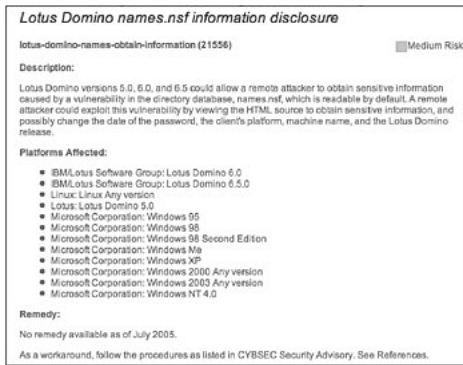 Lotus Domino names.nsf information disclosure
lotus-domino-names-obtain-information (21556)
Medium Risk
Description:
Lotus Domino versions 5.0, 6.0, and 6.5 could allow a remote attacker to obtain sensitive information
caused by a vulnerability in the directory database, names.nsf, which is readable by default. A remote
attacker could exploit this vulnerability by viewing the HTML source to obtain sensitive information, and
possibly change the date of the password, the client's platform, machine name, and the Lotus Domino
release.
Platforms Affected:
IBM/Lotus Software Group: Lotus Domino 6.0
IBM/Lotus Software Group: Lotus Domino 6.5.0
Linux: Linux Any version
Lotus: Lotus Domino 5.0
Microsoft Corporation: Windows 95
Microsoft Corporation: Windows 98
Microsoft Corporation: Windows 98 Second Edition
Microsoft Corporation: Windows Me
Microsoft Corporation: Windows XP
Microsoft Corporation: Windows 2000 Any version
Microsoft Corporation: Windows 2003 Any version
Microsoft Corporation: Windows NT 4.0
Remedy:
No remedy available as of July 2005.
As a workaround, follow the procedures as listed in CYBSEC Security Advisory. See References.